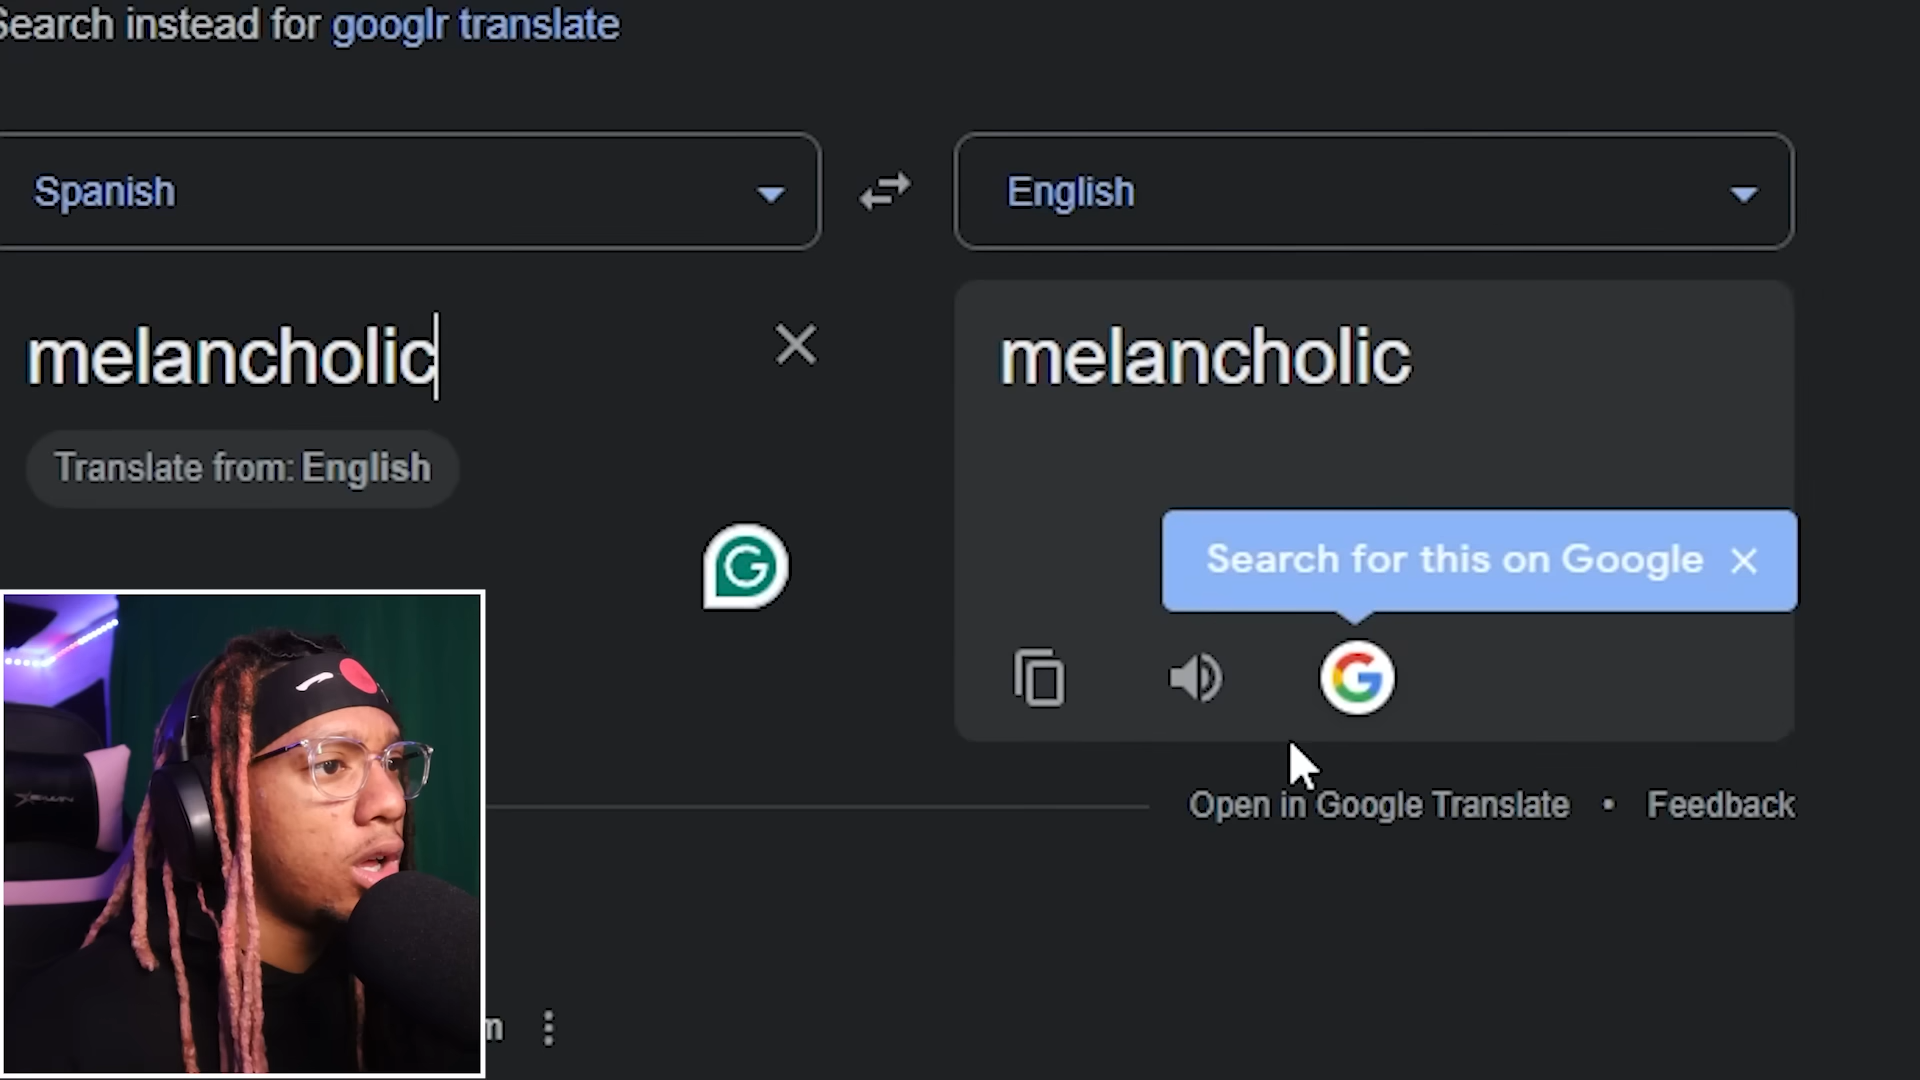 Search instead for googlr translate
Spanish
English
melancholic
melancholic
Translate from: English
Search for this on Google
Open in Google Translate • Feedback